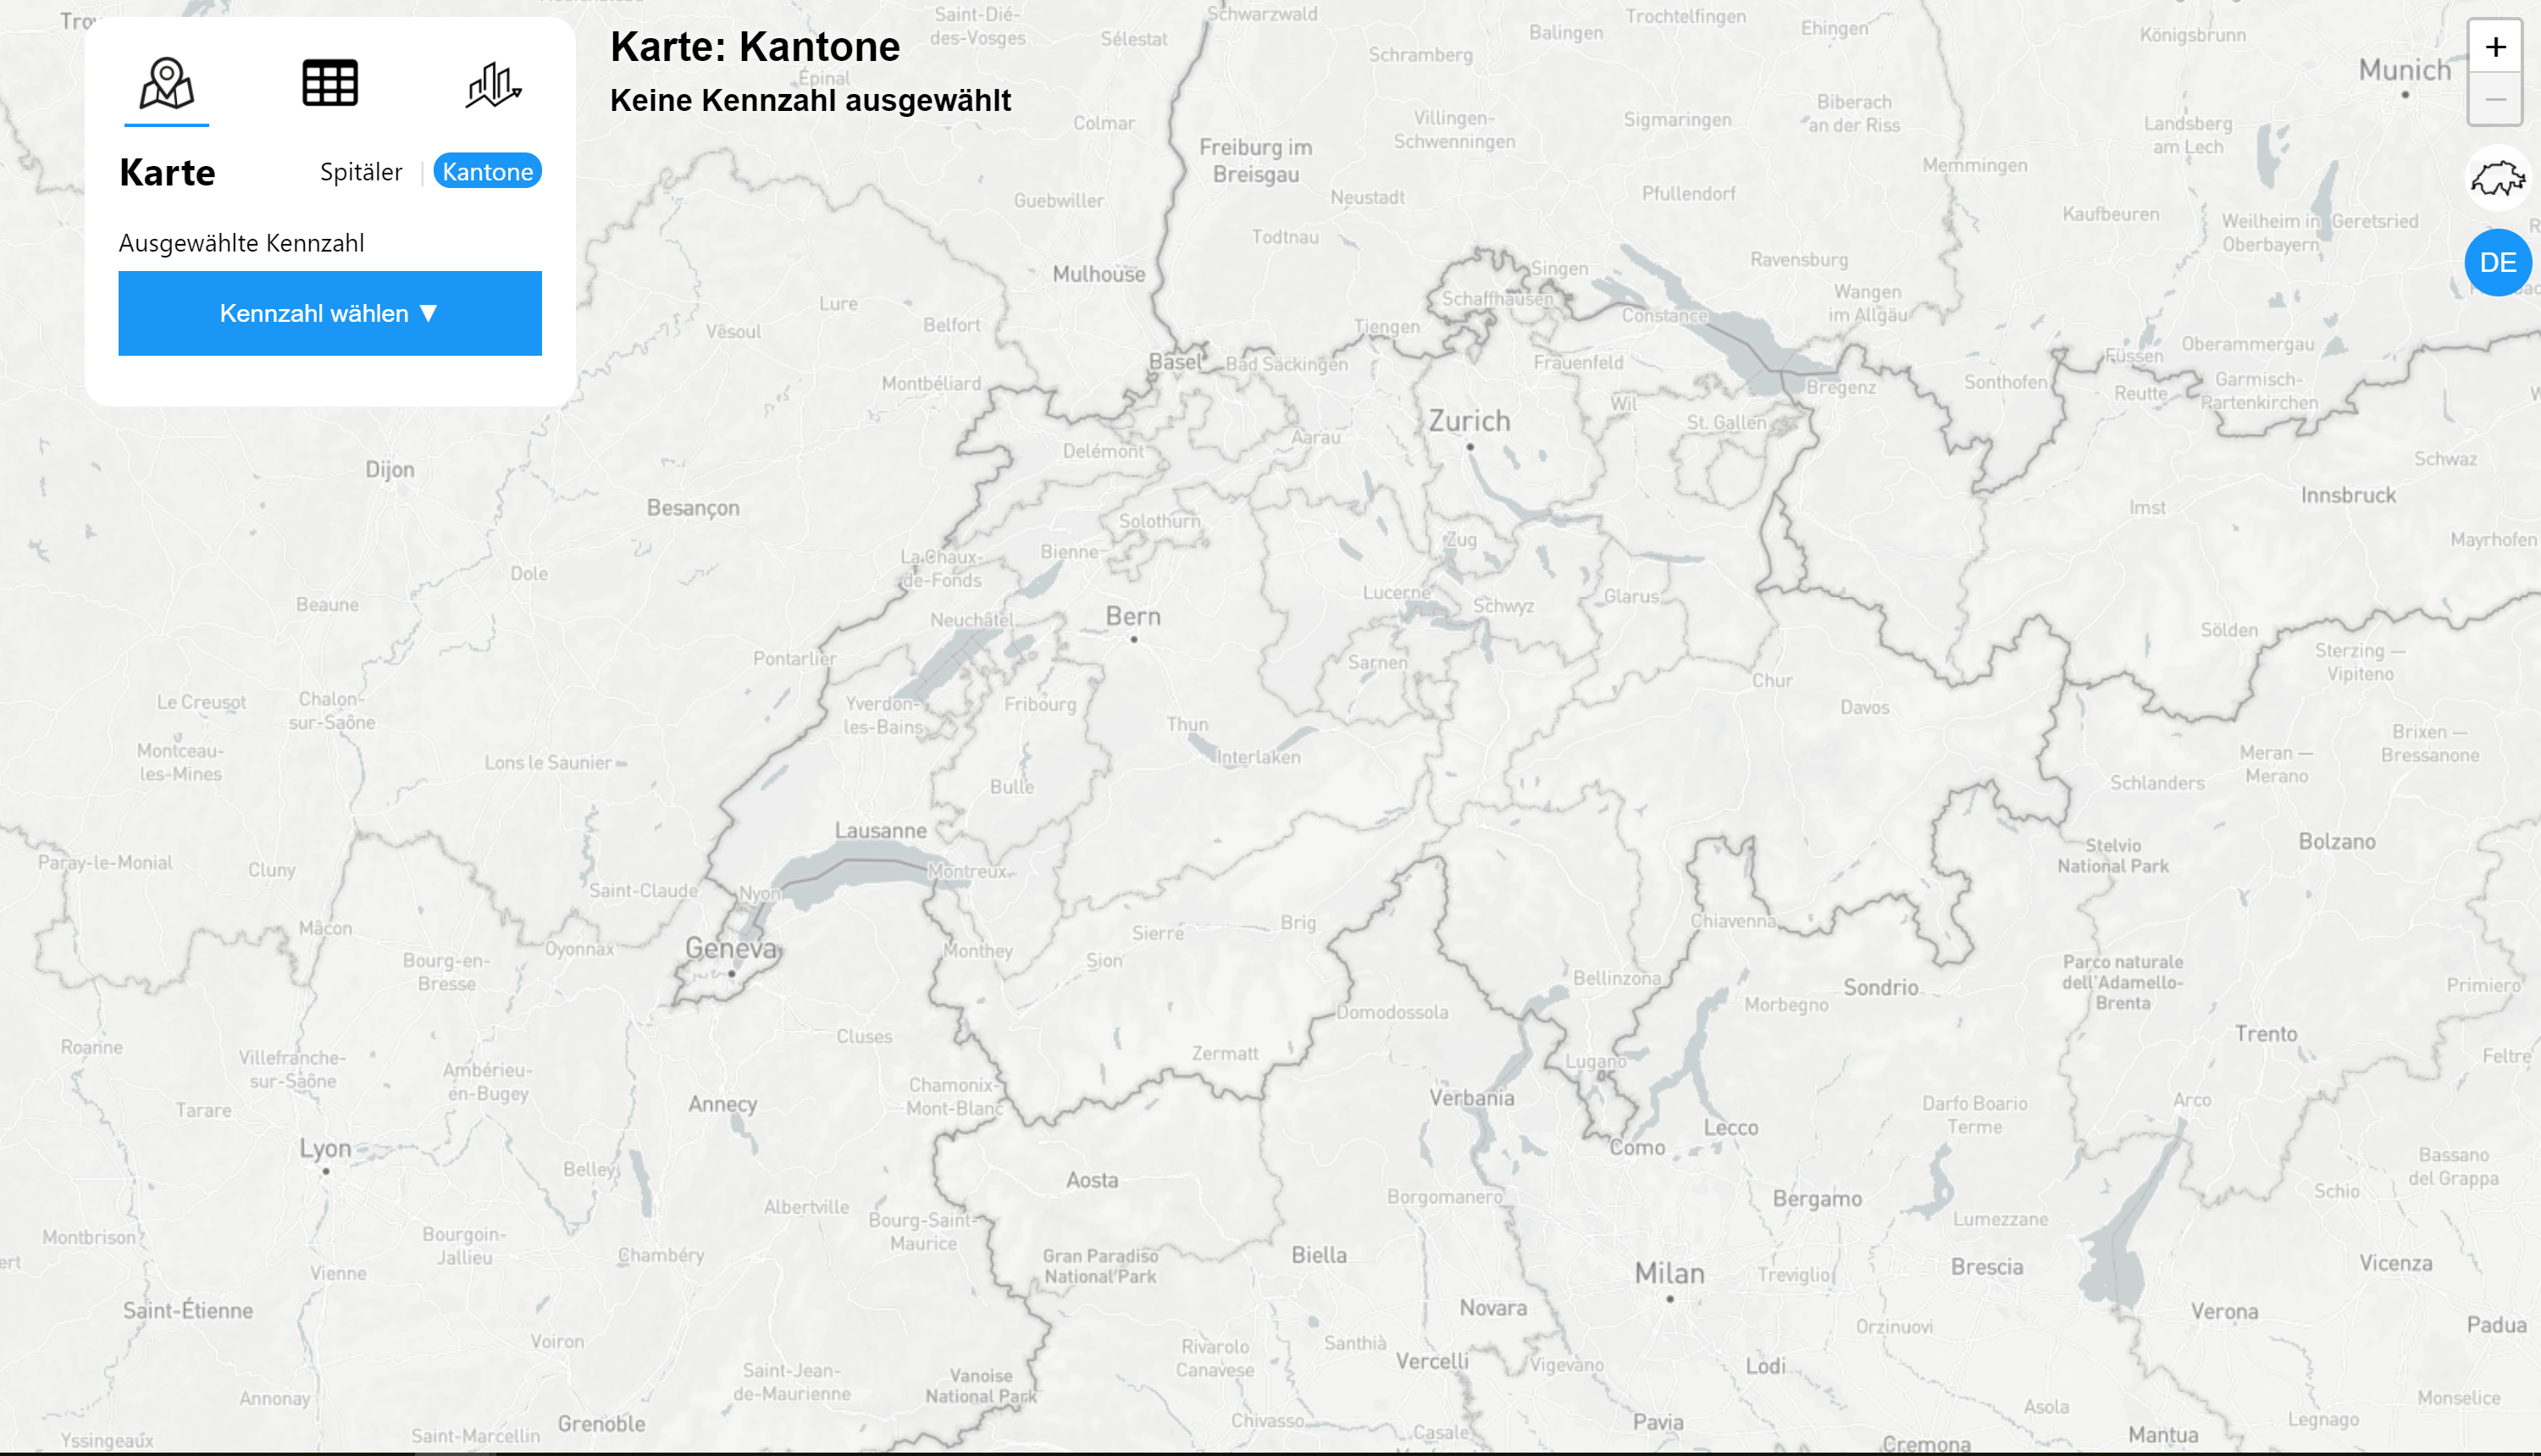 Karte
Spitäler
Kantone
Ausgewählte Kennzahl
Kennzahl wählen ▼
Karte: Kantone
Keine Kennzahl ausgewählt
+
−
DE
Saint-Dié-
des-Vosges
Sélestat
Schwarzwald
Trochtelfingen
Balingen
Ehingen
Königsbrunn
Munich
Épinal
Schramberg
Colmar
Villingen-
Schwenningen
Sigmaringen
Biberach
an der Riss
Landsberg
am Lech
Freiburg im
Breisgau
Memmingen
Guebwiller
Neustadt
Pfullendorf
Kaufbeuren
Weilheim in
Oberbayern
Geretsried
Todtnau
Mulhouse
Singen
Ravensburg
Schaffhausen
Wangen
im Allgäu
Lure
Vesoul
Belfort
Tiengen
Constance
Basel
Bad Säckingen
Frauenfeld
Füssen
Oberammergau
Montbéliard
Bregenz
Sonthofen
Reutte
Garmisch-
Partenkirchen
Wil
Zurich
St. Gallen
Aarau
Delémont
Dijon
Schwaz
Besançon
Innsbruck
Imst
Solothurn
Zug
Mayrhofen
Bienne
La Chaux-
de-Fonds
Dole
Beaune
Lucerne
Schwyz
Glarus
Neuchâtel
Bern
Sölden
Pontarlier
Sarnen
Sterzing —
Vipiteno
Chur
Le Creusot
Chalon-
sur-Saône
Yverdon-
les-Bains
Fribourg
Davos
Thun
Interlaken
Montceau-
les-Mines
Lons le Saunier
Brixen —
Bressanone
Meran —
Merano
Schlanders
Bulle
Lausanne
Bolzano
Stelvio
National Park
Paray-le-Monial
Cluny
Montreux
Saint-Claude
Nyon
Mâcon
Sierre
Brig
Chiavenna
Geneva
Oyonnax
Monthey
Sion
Bourg-en-
Bresse
Parco naturale
dell'Adamello-
Brenta
Bellinzona
Sondrio
Primiero
Morbegno
Domodossola
Cluses
Trento
Roanne
Villefranche-
sur-Saône
Zermatt
Lugano
Feltre
Ambérieu-
en-Bugey
Chamonix-
Mont-Blanc
Annecy
Verbania
Tarare
Darfo Boario
Terme
Arco
Lecco
Como
Lyon
Belley
Aosta
Bassano
del Grappa
Schio
Borgomanero
Bergamo
Albertville
Bourg-Saint-
Maurice
Lumezzane
Montbrison
Bourgoin-
Jallieu
Chambéry
Gran Paradiso
National Park
Biella
Brescia
Vicenza
Vienne
Milan
Treviglio
Saint-Étienne
Novara
Verona
Padua
Voiron
Santhià
Orzinuovi
Rivarolo
Canavese
Vercelli
Vigevano
Lodi
Saint-Jean-
de-Maurienne
Vanoise
National Park
Annonay
Monselice
Asola
Legnago
Grenoble
Chivasso
Pavia
Saint-Marcellin
Casale
Mantua
Yssingeaux
Cremona